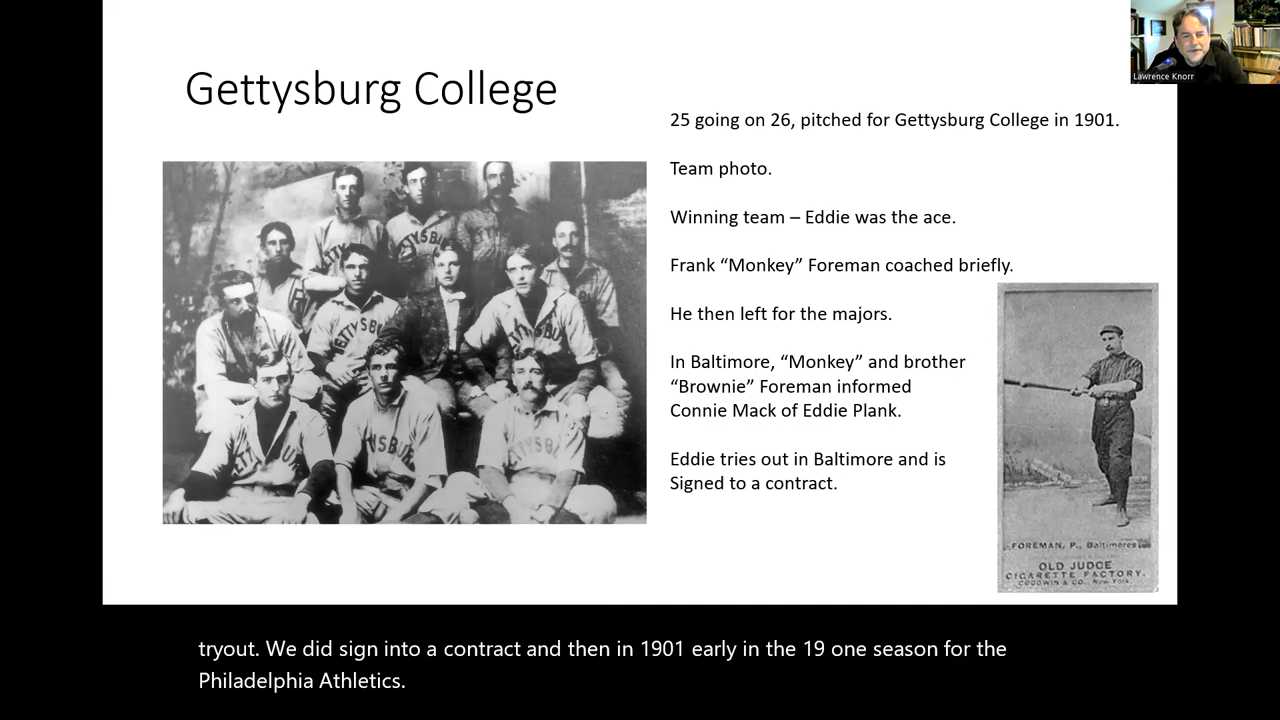 Lawrence Knorr
Gettysburg College
25 going on 26, pitched for Gettysburg College in 1901.
Team photo.
Winning team – Eddie was the ace.
Frank “Monkey” Foreman coached briefly.
He then left for the majors.
In Baltimore, “Monkey” and brother
“Brownie” Foreman informed
Connie Mack of Eddie Plank.
Eddie tries out in Baltimore and is
Signed to a contract.
FOREMAN, P., Baltimores
OLD JUDGE
CIGARETTE FACTORY.
GOODWIN & CO., New York.
tryout. We did sign into a contract and then in 1901 early in the 19 one season for the
Philadelphia Athletics.